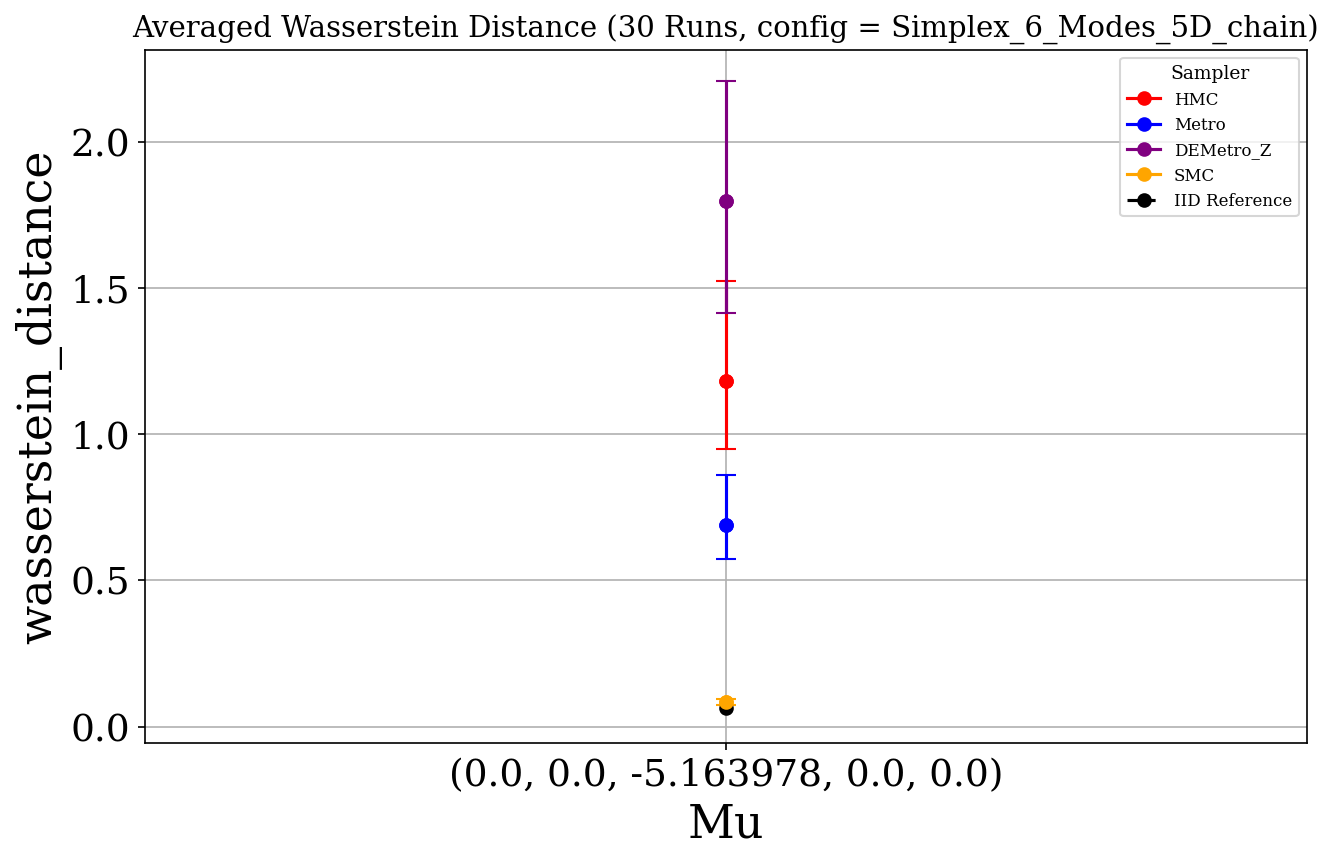 Averaged Wasserstein Distance (30 Runs, config = Simplex_6_Modes_5D_chain)
wasserstein_distance
2.0
1.5
1.0
0.5
0.0
Sampler
HMC
Metro
DEMetro_Z
SMC
IID Reference
(0.0, 0.0, -5.163978, 0.0, 0.0)
Mu